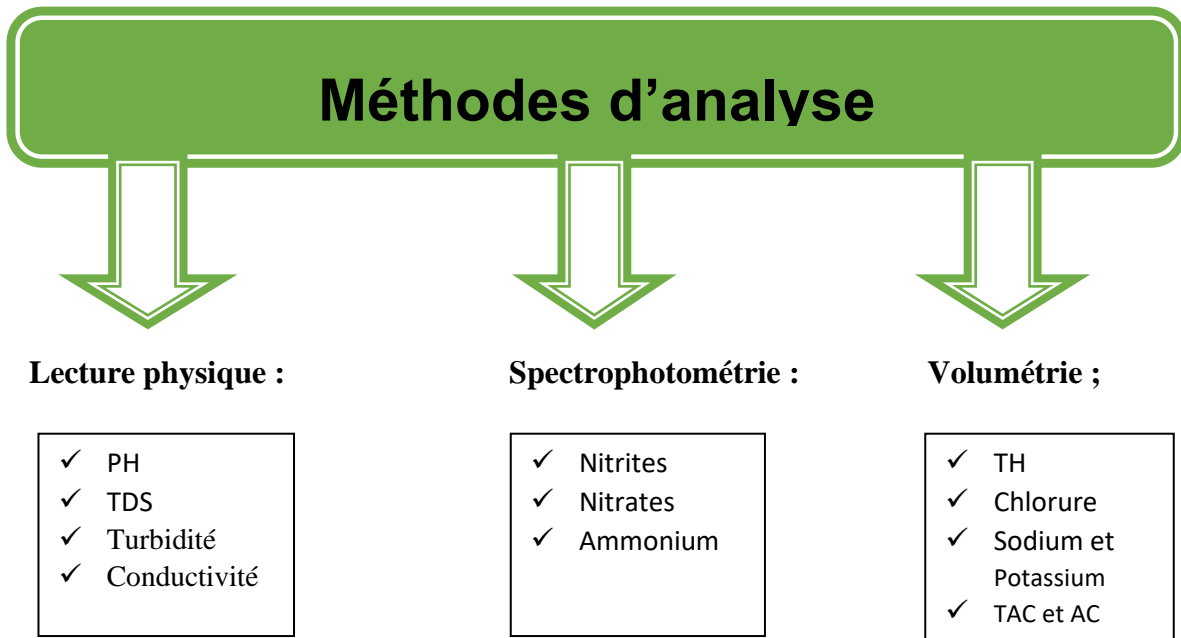 Méthodes d’analyse
Lecture physique :
Spectrophotométrie :
Volumétrie ;
✓ PH
✓ TDS
✓ Turbidité
✓ Conductivité
✓ Nitrites
✓ Nitrates
✓ Ammonium
✓ TH
✓ Chlorure
✓ Sodium et
Potassium
✓ TAC et AC